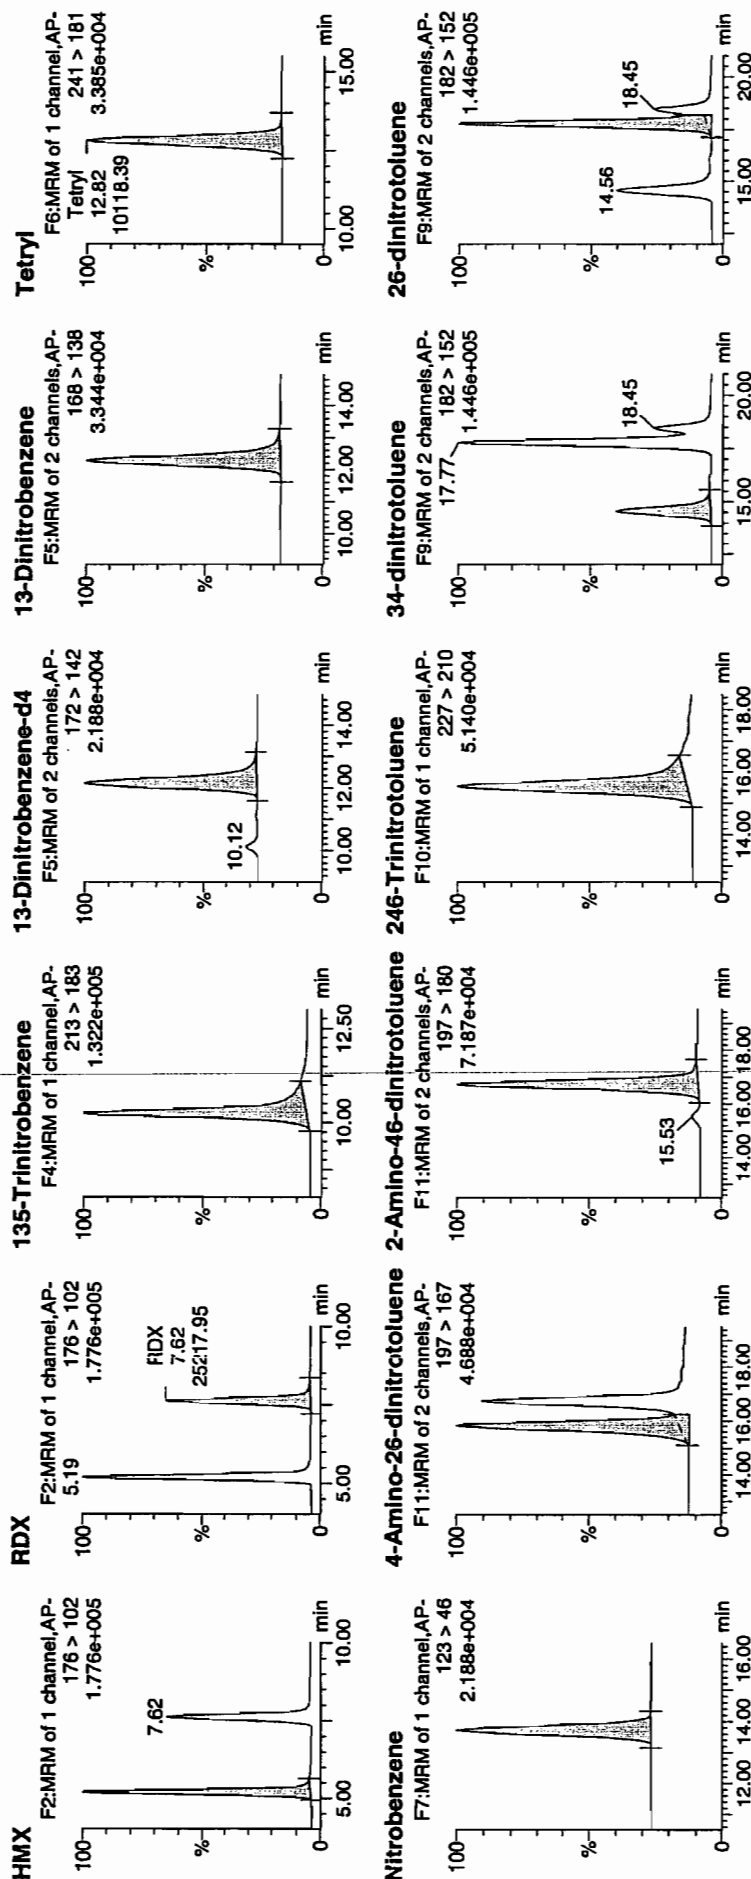 HMX
F2:MRM of 1 channel,AP-
176 > 102
1.776e+005
100
%
0
7.62
5.00
10.00
min
RDX
F2:MRM of 1 channel,AP-
176 > 102
1.776e+005
5.19
100
%
0
RDX
7.62
25217.95
5.00
10.00
min
135-Trinitrobenzene
F4:MRM of 1 channel,AP-
213 > 183
1.322e+005
100
%
0
10.00
12.50
min
13-Dinitrobenzene-d4
F5:MRM of 2 channels,AP-
172 > 142
2.188e+004
100
%
0
10.12
10.00
12.00
14.00
min
13-Dinitrobenzene
F5:MRM of 2 channels,AP-
168 > 138
3.344e+004
100
%
0
10.00
12.00
14.00
min
Tetryl
F6:MRM of 1 channel,AP-
241 > 181
3.385e+004
Tetryl
12.82
10118.39
100
%
0
10.00
15.00
min
Nitrobenzene
F7:MRM of 1 channel,AP-
123 > 46
2.188e+004
100
%
0
12.00
14.00
16.00
min
4-Amino-26-dinitrotoluene
F11:MRM of 2 channels,AP-
197 > 167
4.688e+004
100
%
0
14.00
16.00
18.00
min
2-Amino-46-dinitrotoluene
F11:MRM of 2 channels,AP-
197 > 180
7.187e+004
100
%
0
15.53
14.00
16.00
18.00
min
246-Trinitrotoluene
F10:MRM of 1 channel,AP-
227 > 210
5.140e+004
100
%
0
14.00
16.00
18.00
min
34-dinitrotoluene
F9:MRM of 2 channels,AP-
182 > 152
1.446e+005
17.77
100
%
0
18.45
15.00
20.00
min
26-dinitrotoluene
F9:MRM of 2 channels,AP-
182 > 152
1.446e+005
100
%
0
14.56
18.45
15.00
20.00
min